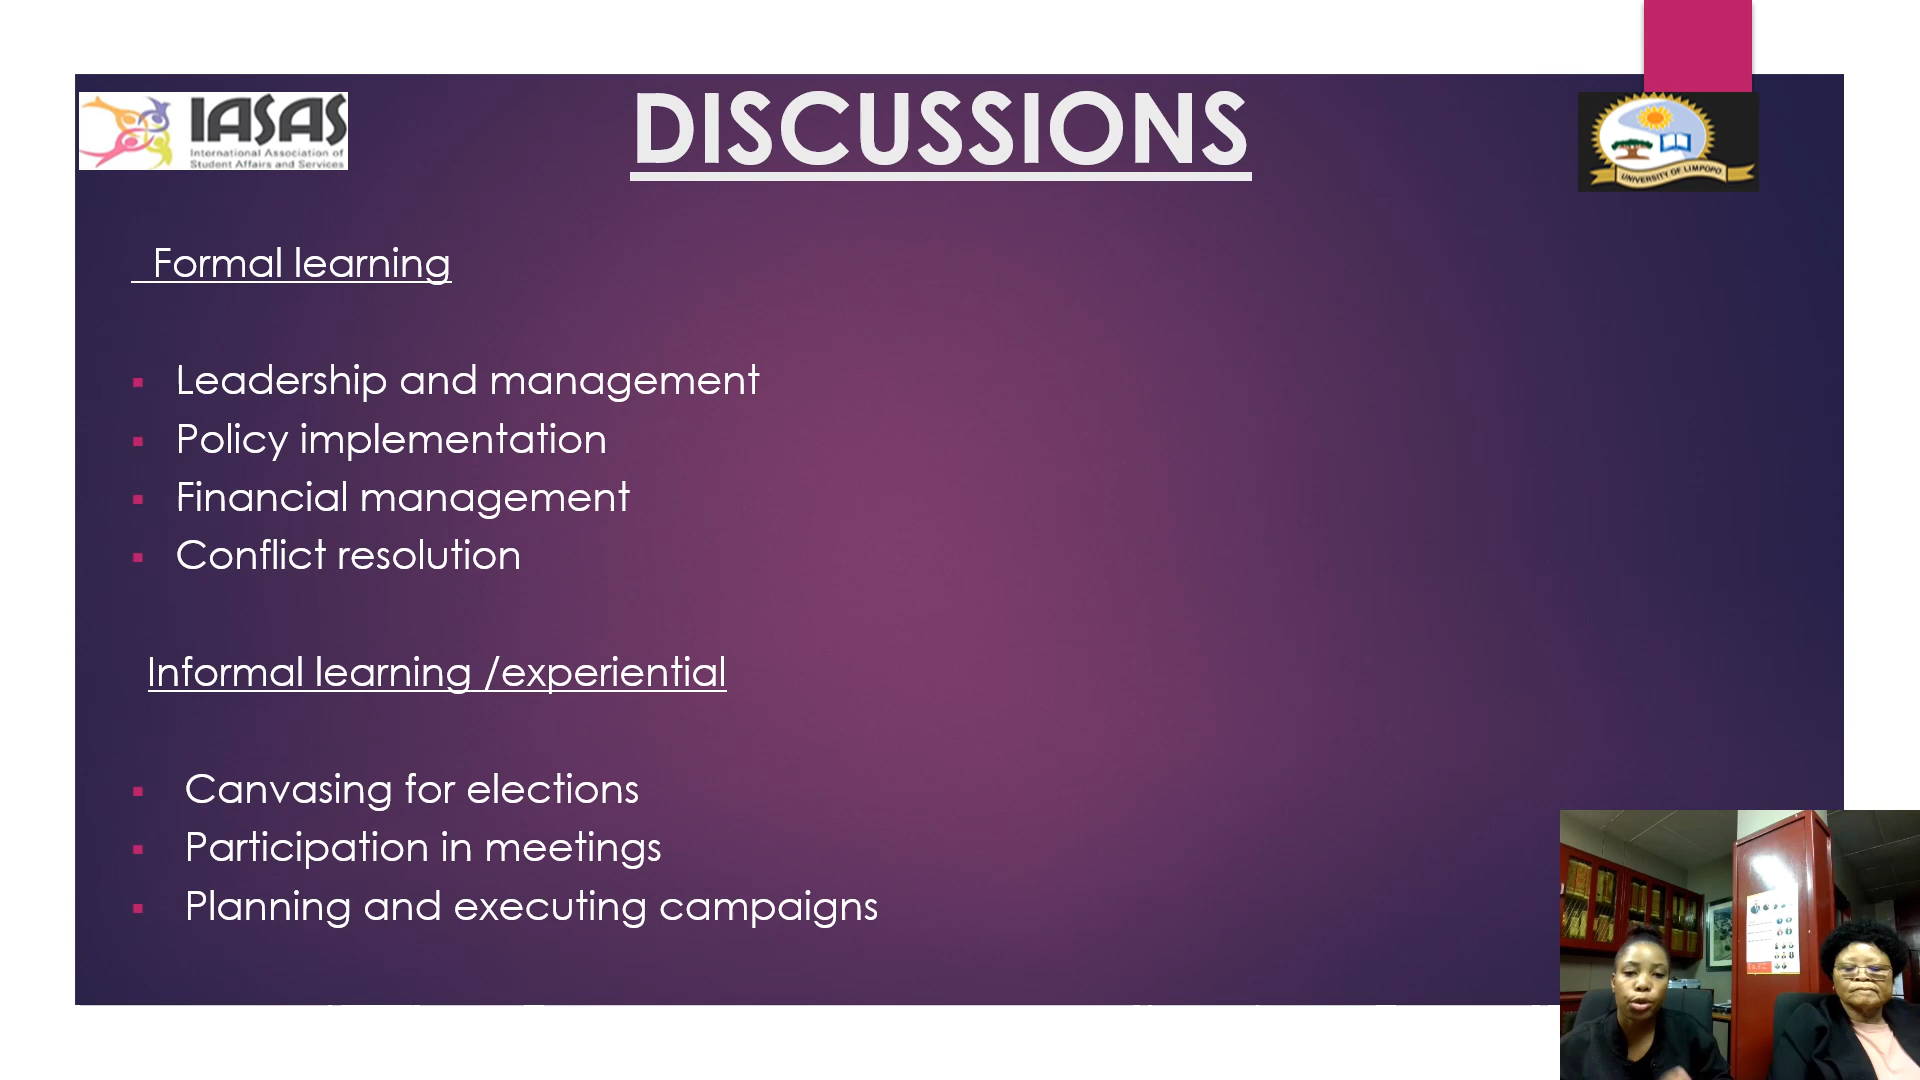 IASAS
International Association of
Student Affairs and Services
DISCUSSIONS
UNIVERSITY OF LIMPOPO
Formal learning
▪ Leadership and management
▪ Policy implementation
▪ Financial management
▪ Conflict resolution
Informal learning /experiential
▪ Canvasing for elections
▪ Participation in meetings
▪ Planning and executing campaigns